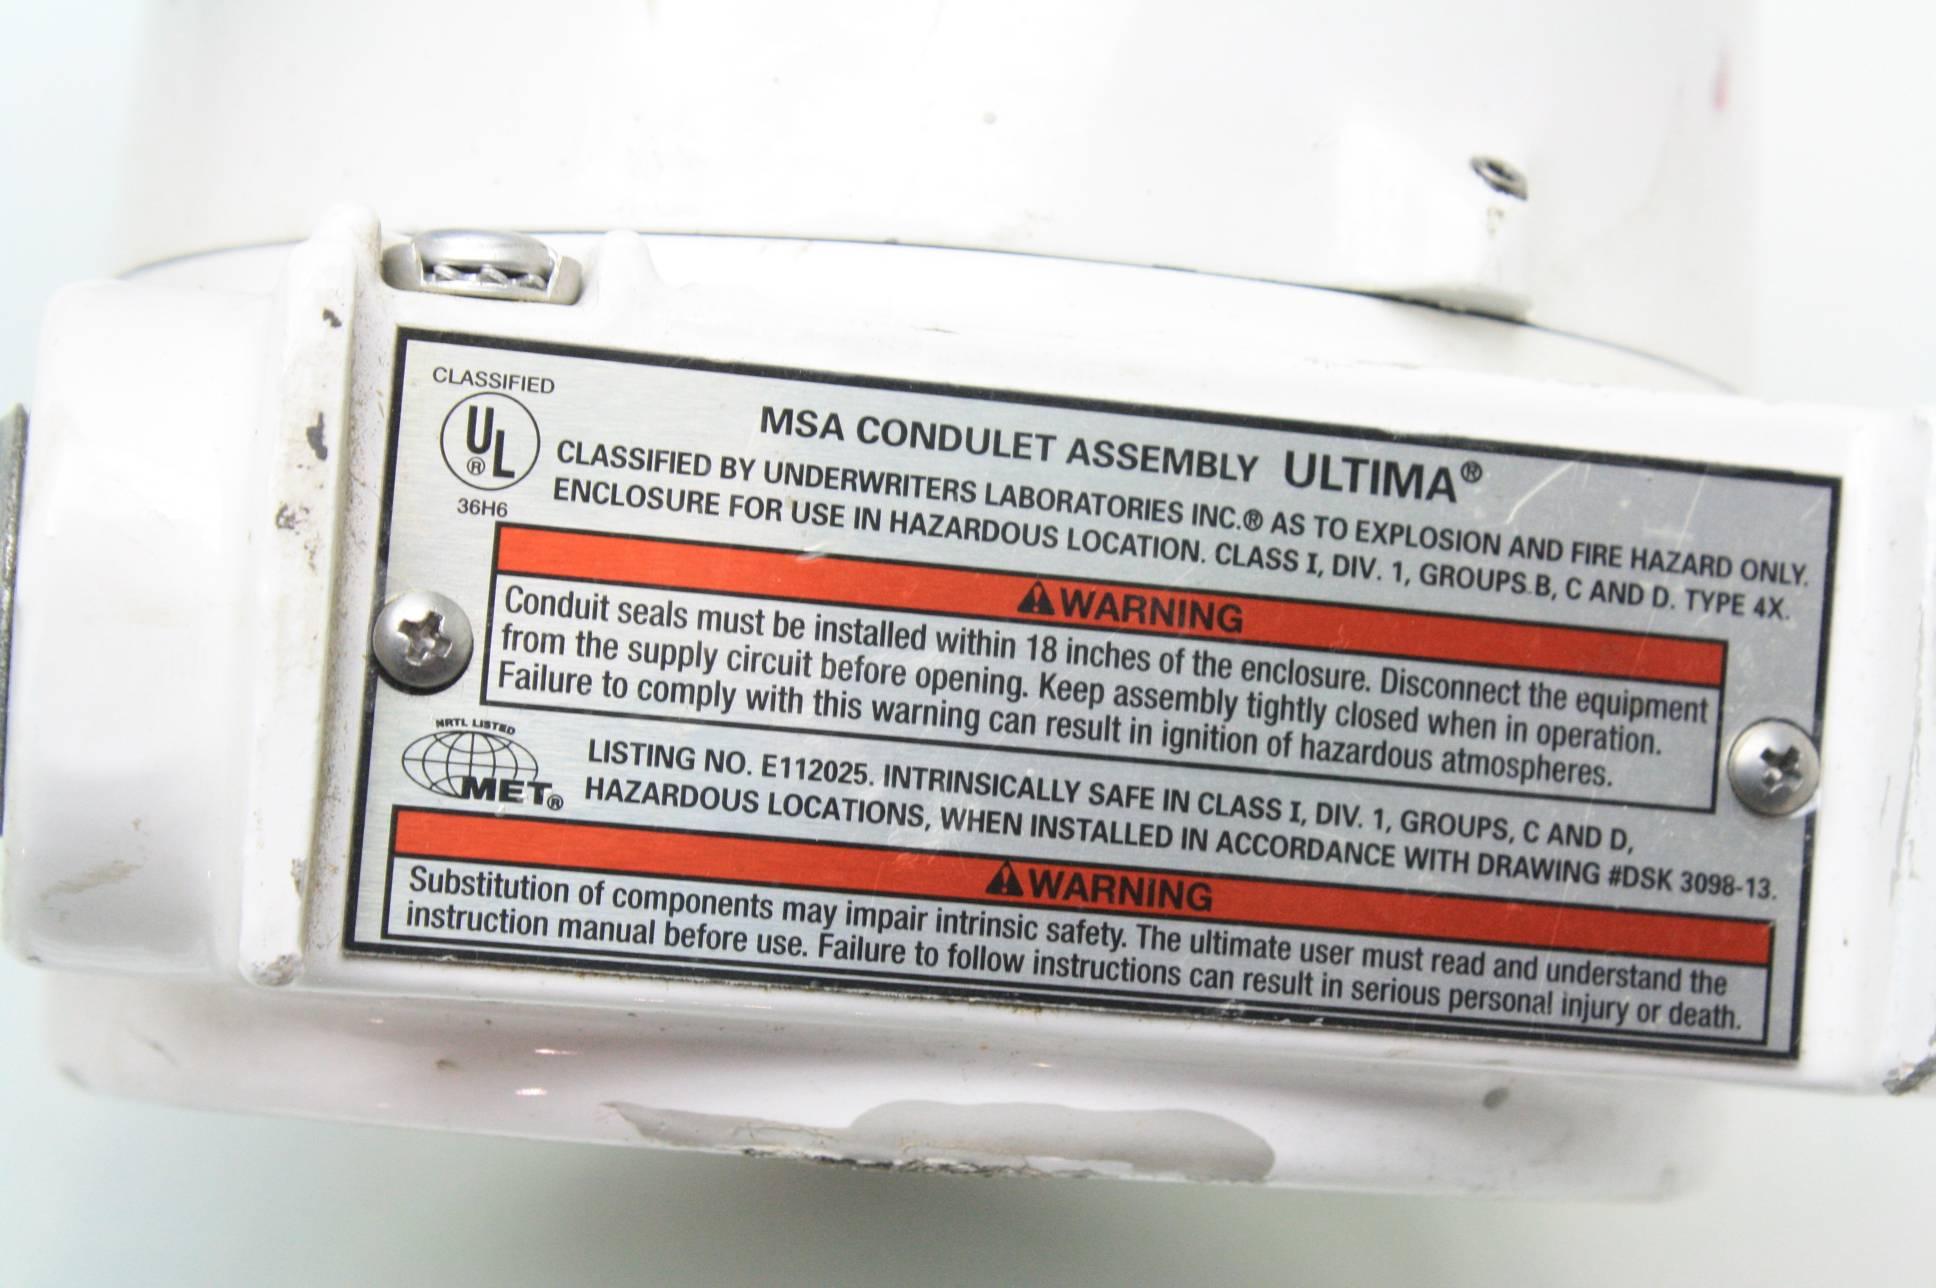 CLASSIFIED
UL
®
36H6
MSA CONDULET ASSEMBLY ULTIMA®
CLASSIFIED BY UNDERWRITERS LABORATORIES INC.® AS TO EXPLOSION AND FIRE HAZARD ONLY.
ENCLOSURE FOR USE IN HAZARDOUS LOCATION. CLASS I, DIV. 1, GROUPS B, C AND D. TYPE 4X.
WARNING
Conduit seals must be installed within 18 inches of the enclosure. Disconnect the equipment
from the supply circuit before opening. Keep assembly tightly closed when in operation.
Failure to comply with this warning can result in ignition of hazardous atmospheres.
NRTL LISTED
MET®
LISTING NO. E112025. INTRINSICALLY SAFE IN CLASS I, DIV. 1, GROUPS, C AND D,
HAZARDOUS LOCATIONS, WHEN INSTALLED IN ACCORDANCE WITH DRAWING #DSK 3098-13.
WARNING
Substitution of components may impair intrinsic safety. The ultimate user must read and understand the
instruction manual before use. Failure to follow instructions can result in serious personal injury or death.